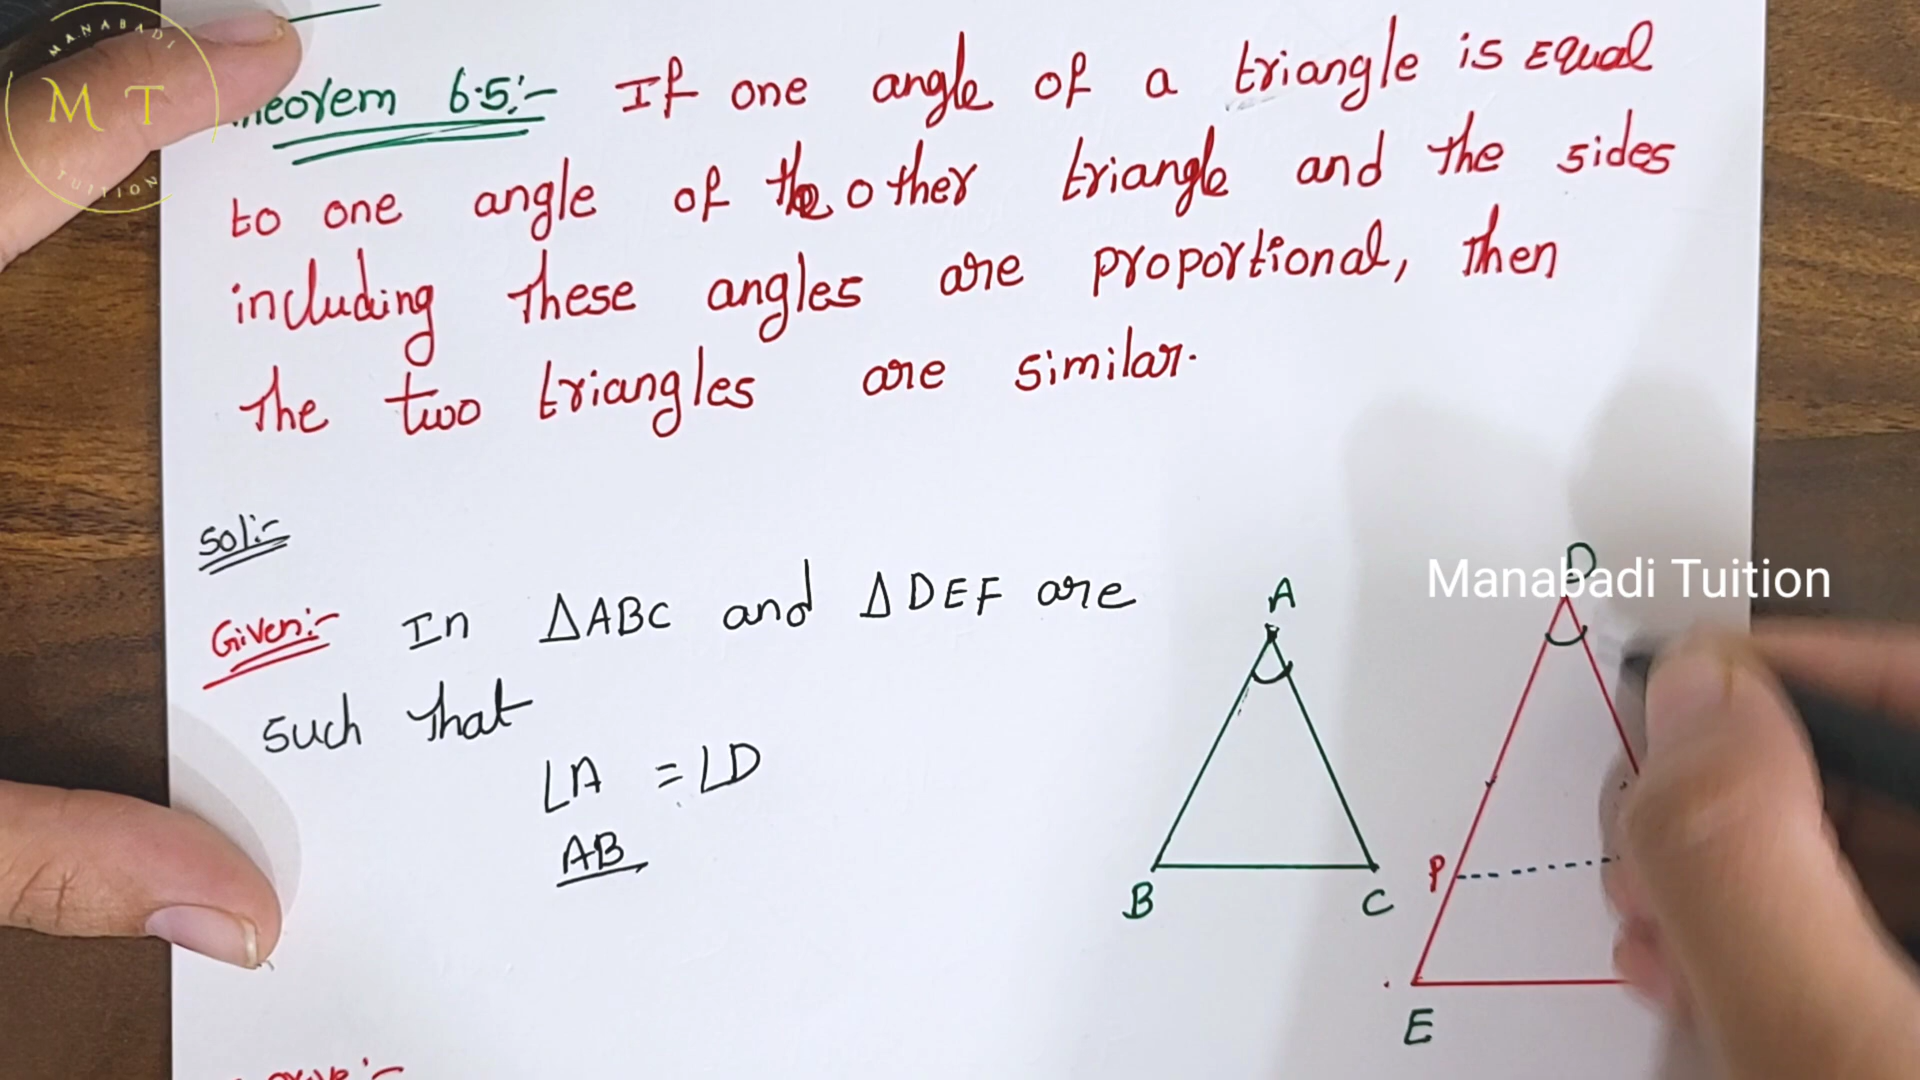 MANABADI
M T
TUITION
heorem 6.5:- If one angle of a triangle is Equal
to one angle of the other triangle and the sides
including these angles are proportional, then
the two triangles are similar.
Sol:-
Given:- In ΔABC and ΔDEF are
such that
∠A = ∠D
AB
A
B
C
D
Manabadi Tuition
P
E